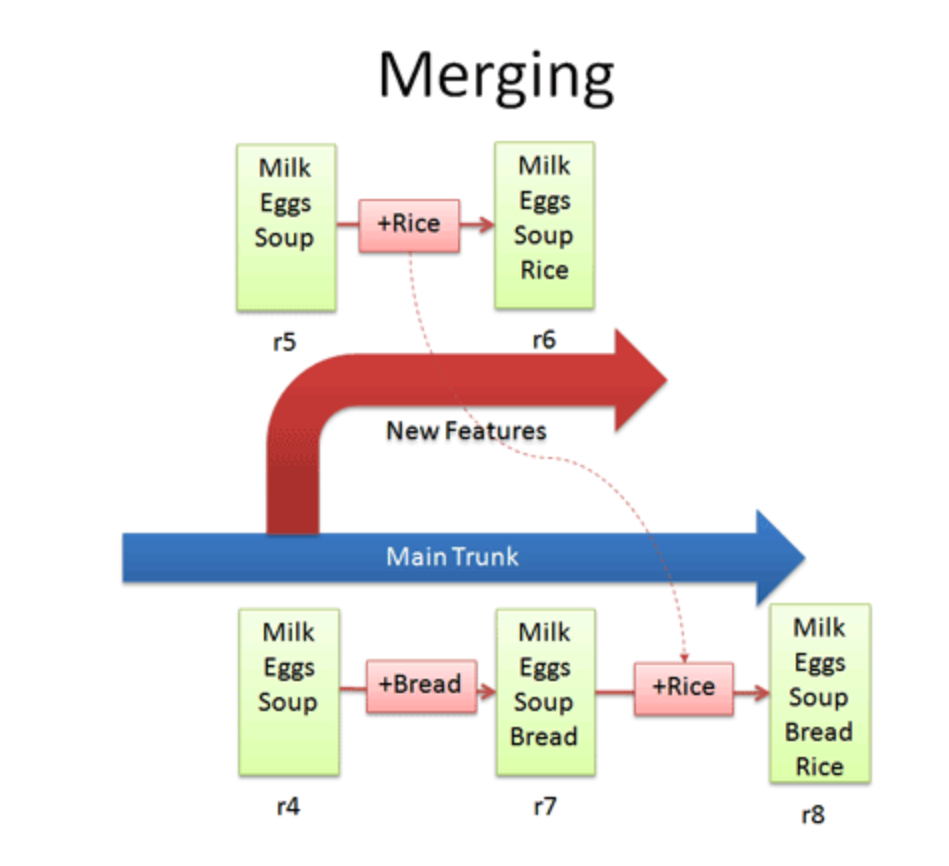 Merging
Milk
Eggs
Soup
+Rice
Milk
Eggs
Soup
Rice
r5
r6
New Features
Main Trunk
Milk
Eggs
Soup
+Bread
Milk
Eggs
Soup
Bread
+Rice
Milk
Eggs
Soup
Bread
Rice
r4
r7
r8